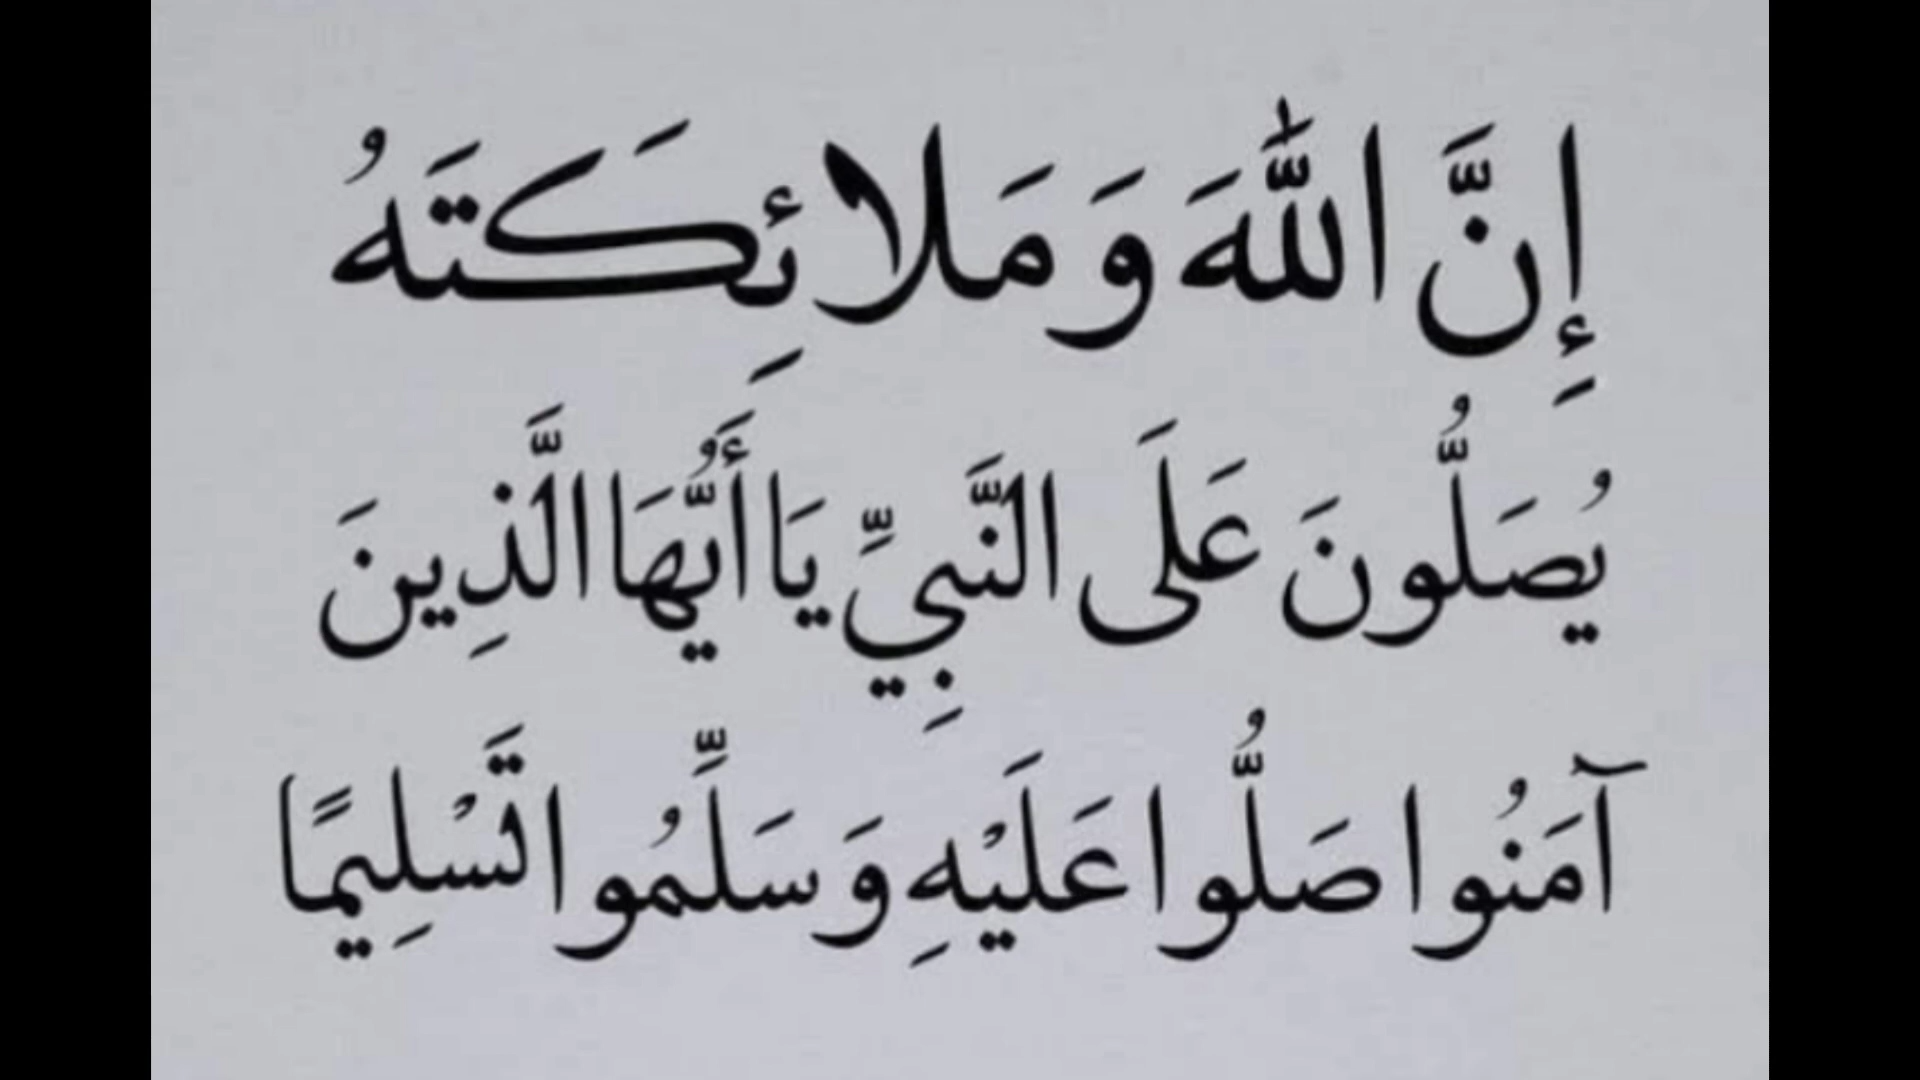 إِنَّ اللَّهَ وَمَلَائِكَتَهُ
يُصَلُّونَ عَلَى النَّبِيِّ يَا أَيُّهَا الَّذِينَ
آمَنُوا صَلُّوا عَلَيْهِ وَسَلِّمُوا تَسْلِيمًا